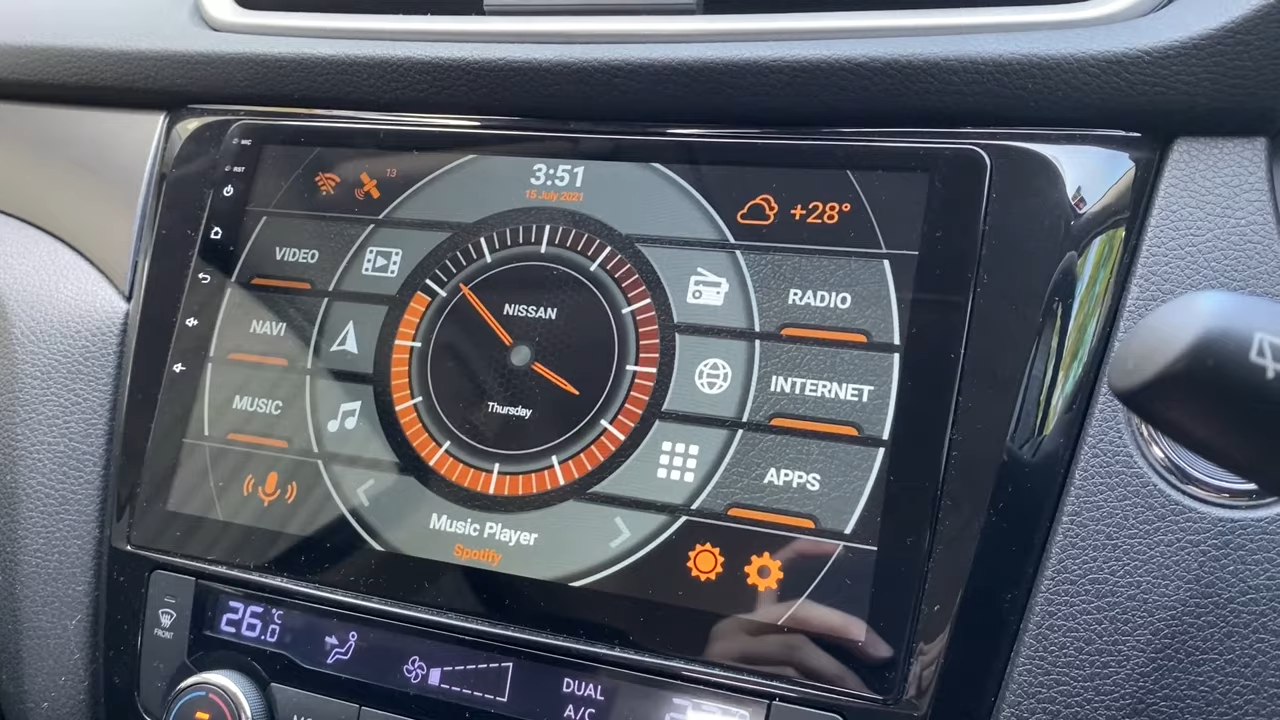 MIC
RST
13
3:51
15 July 2021
+28°
VIDEO
NAVI
MUSIC
NISSAN
Thursday
RADIO
INTERNET
APPS
Music Player
Spotify
FRONT
26.0 °C
DUAL
A/C